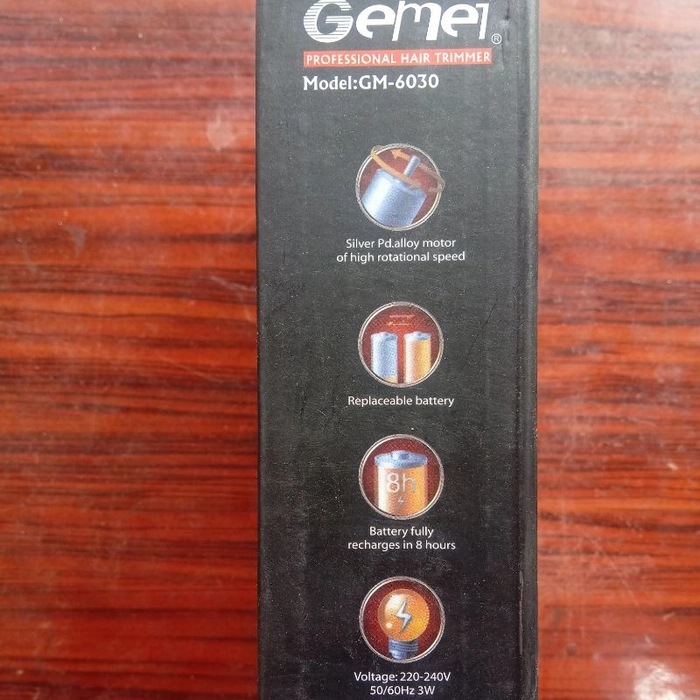 Gemei®
PROFESSIONAL HAIR TRIMMER
Model:GM-6030
Silver Pd.alloy motor
of high rotational speed
Replaceable battery
8h
Battery fully
recharges in 8 hours
Voltage: 220-240V
50/60Hz 3W